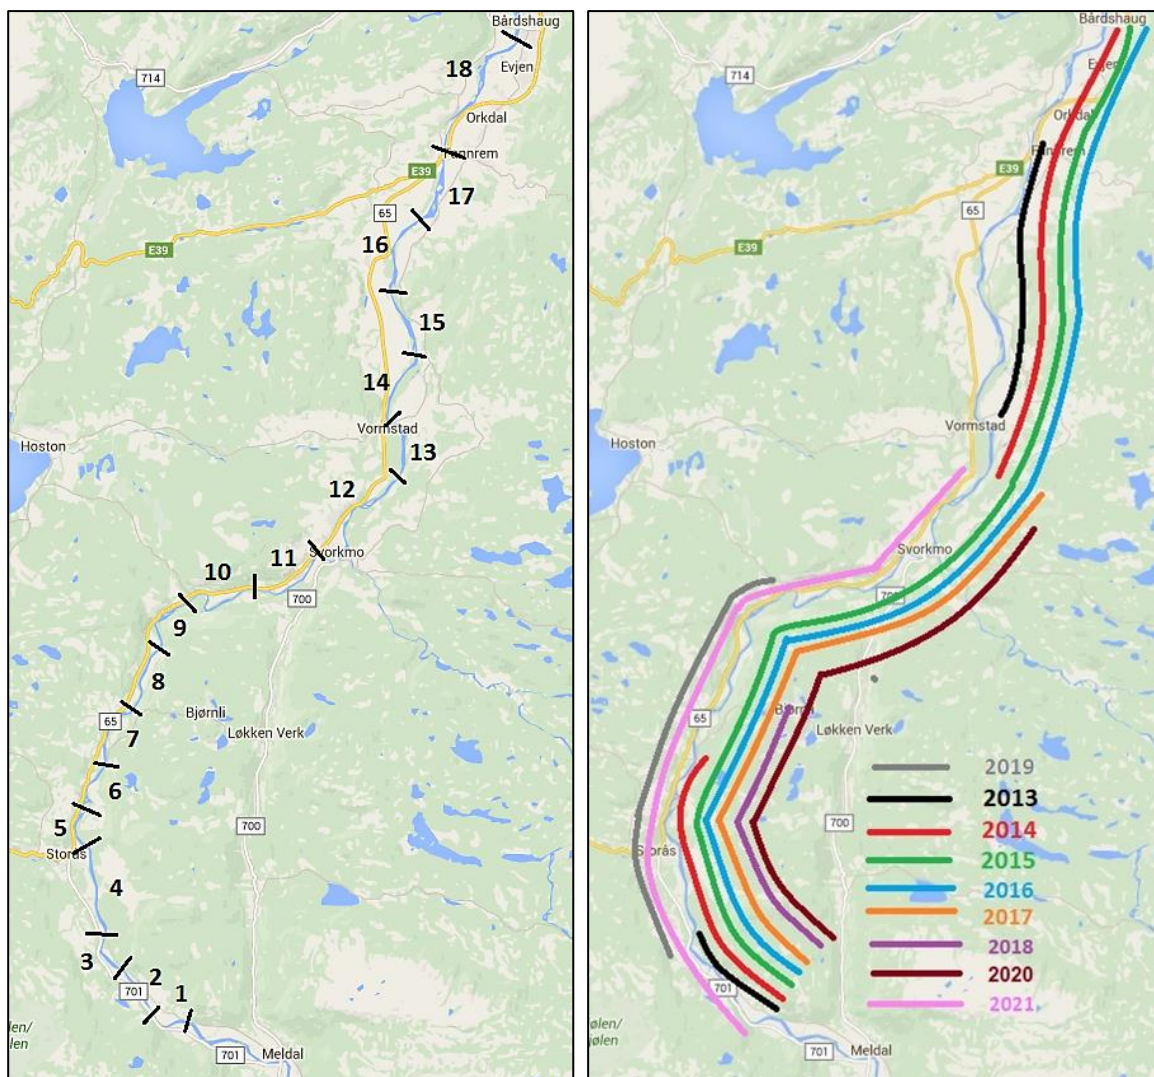 Bårdshaug
18
Evjen
714
Orkdal
Fannrem
E39
17
65
16
E39
15
14
Vormstad
Hoston
13
12
Svorkmo
11
10
700
9
8
65
Bjørnli
7
Løkken Verk
6
5
700
Storås
4
3
2
701
1
701
Meldal
Bårdshaug
714
Orkdal
Fannrem
E39
65
E39
Vormstad
Hoston
Svorkmo
65
Løkken Verk
2019
2013
2014
700
Storås
2015
2016
2017
2018
2020
701
2021
701
Meldal